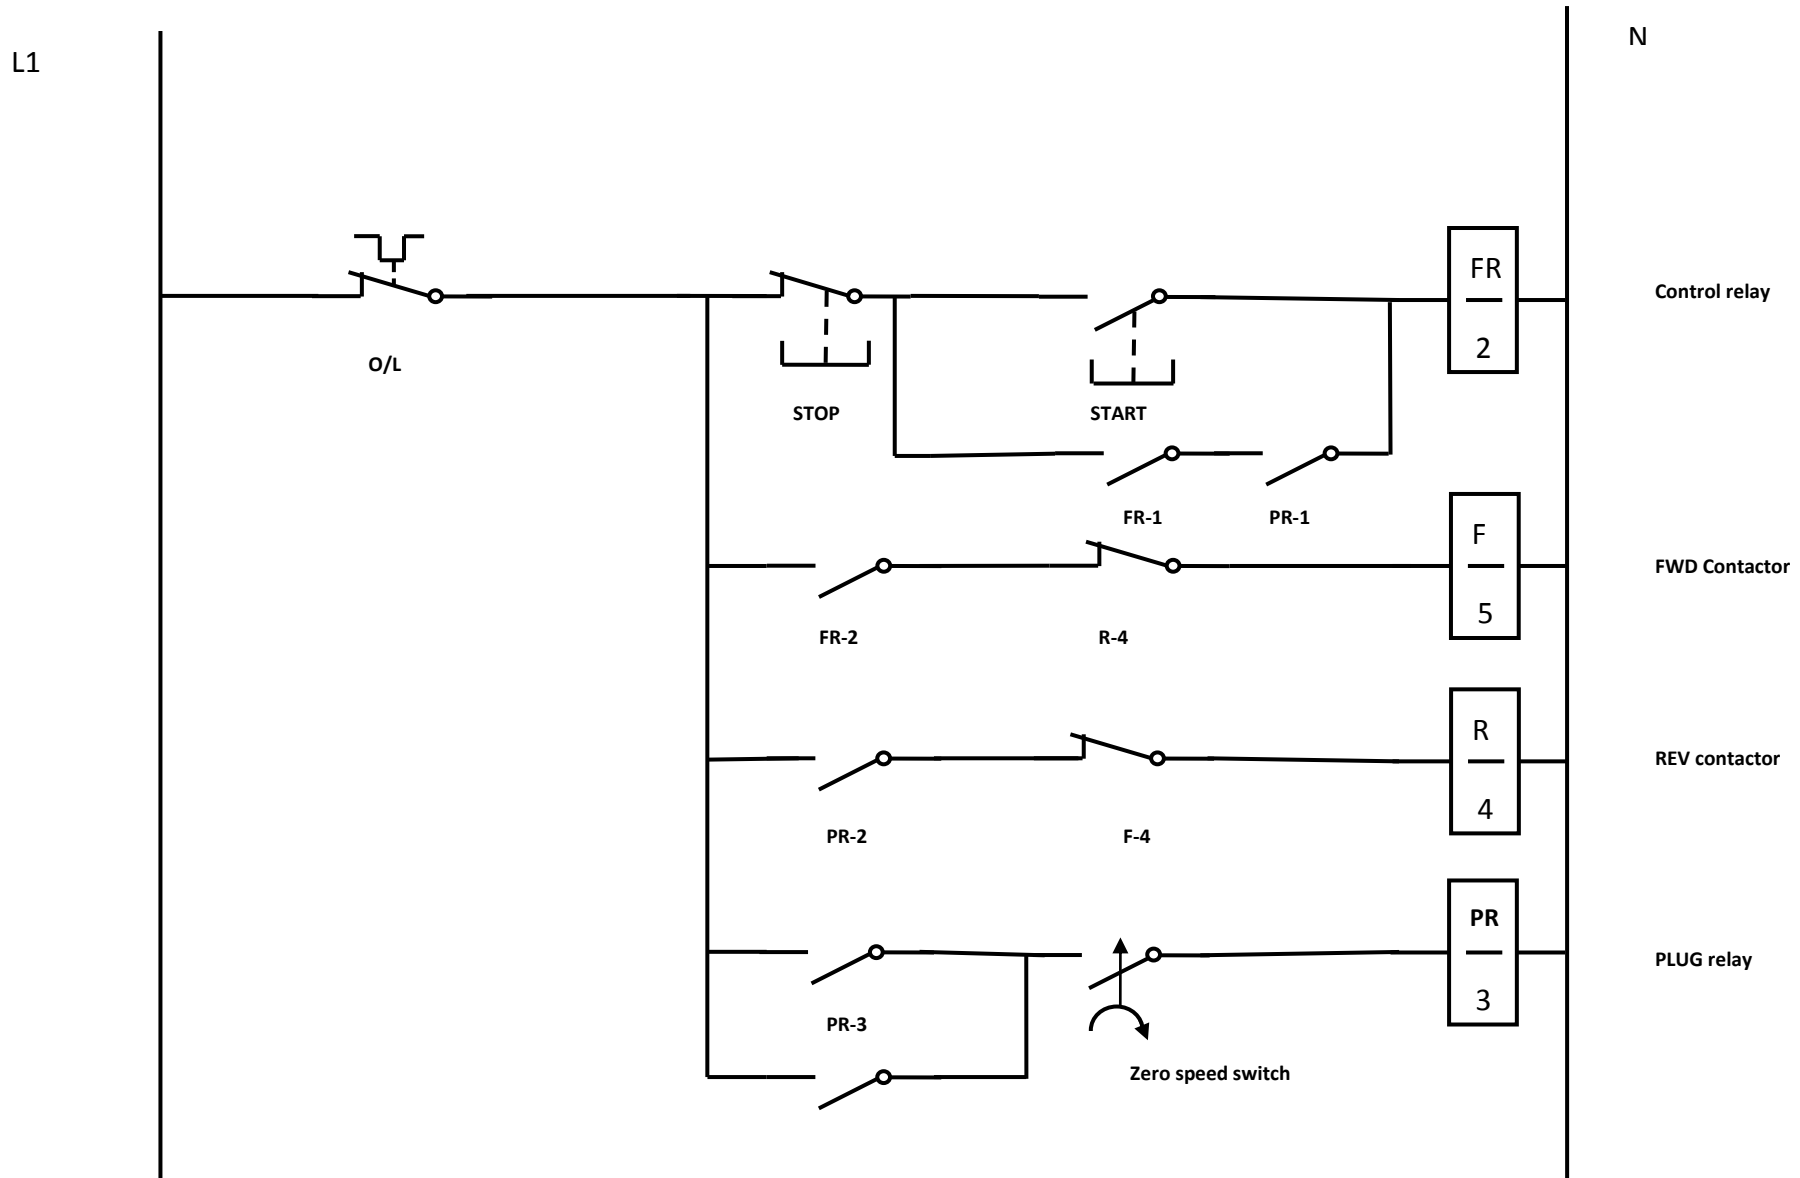 L1
N
FR
2
Control relay
O/L
STOP
START
FR-1
PR-1
F
5
FWD Contactor
FR-2
R-4
R
4
REV contactor
PR-2
F-4
PR
3
PLUG relay
PR-3
Zero speed switch